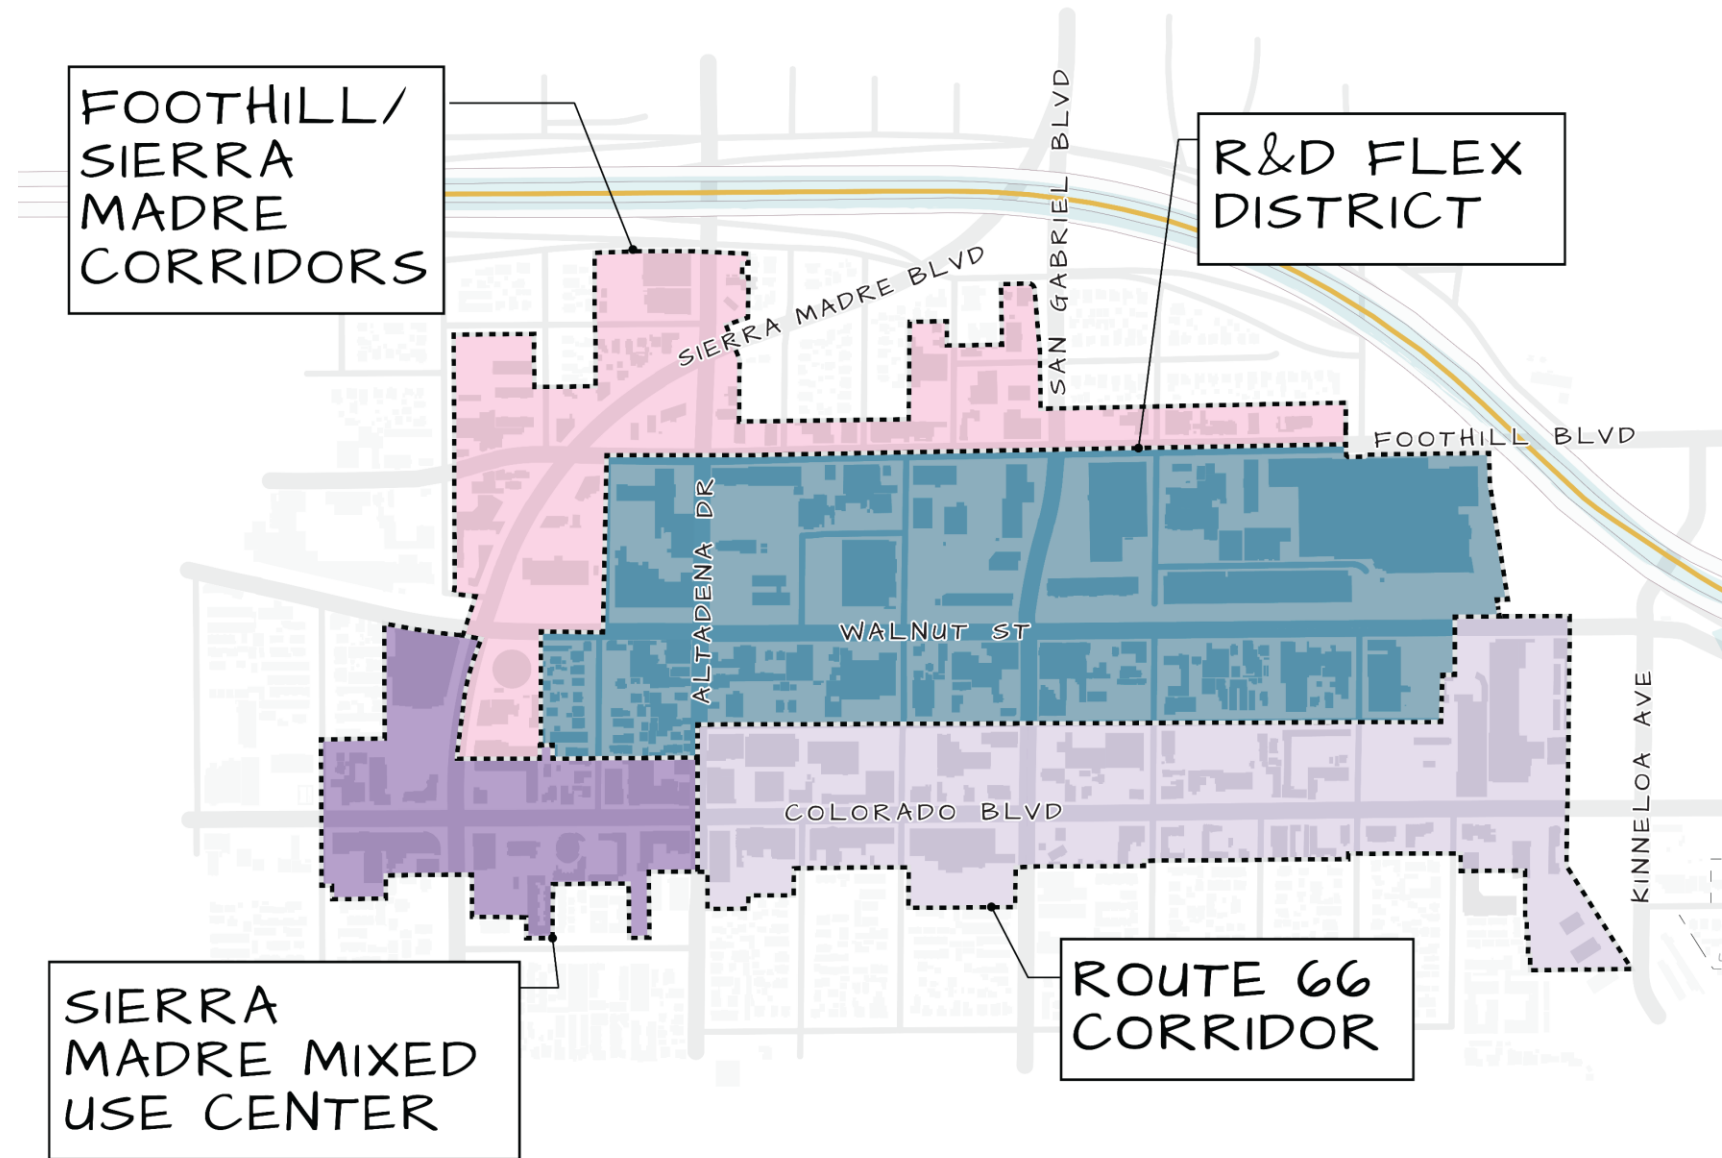 FOOTHILL/
SIERRA
MADRE
CORRIDORS
R&D FLEX
DISTRICT
SAN GABRIEL BLVD
SIERRA MADRE BLVD
FOOTHILL BLVD
ALTADENA DR
WALNUT ST
KINNELOA AVE
COLORADO BLVD
SIERRA
MADRE MIXED
USE CENTER
ROUTE 66
CORRIDOR